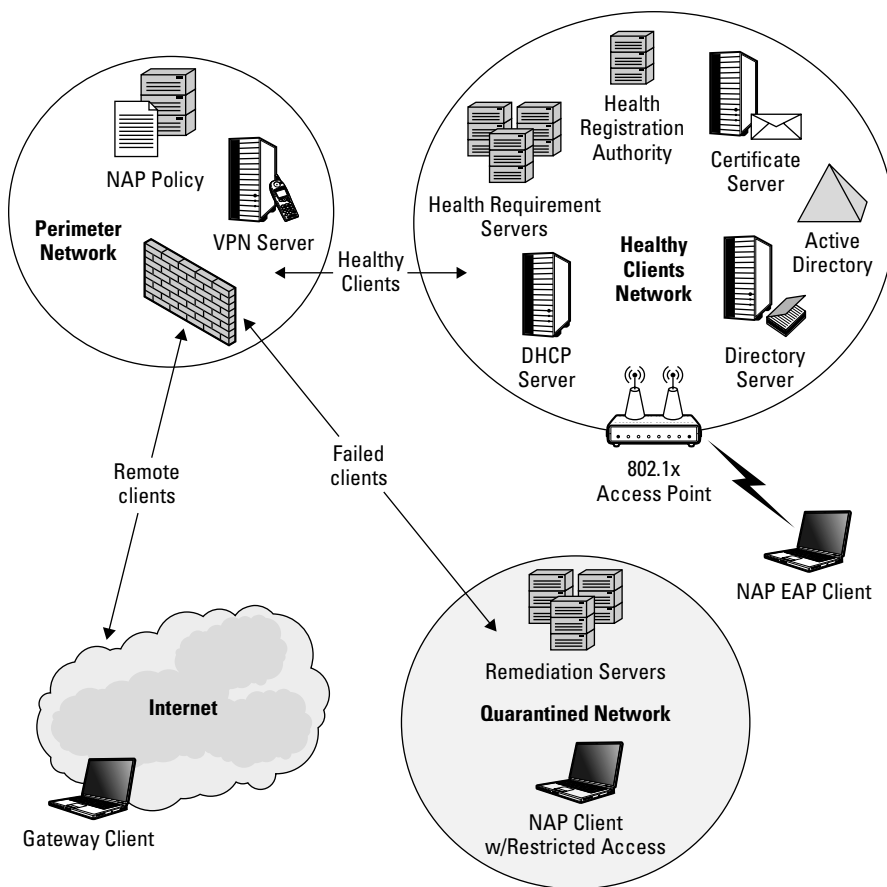 NAP Policy
VPN Server
Perimeter
Network
Health
Registration
Authority
Certificate
Server
Health Requirement
Servers
Active
Directory
Healthy
Clients
Network
DHCP
Server
Directory
Server
Healthy
Clients
802.1x
Access Point
NAP EAP Client
Remote
clients
Failed
clients
Internet
Gateway Client
Remediation Servers
Quarantined Network
NAP Client
w/Restricted Access